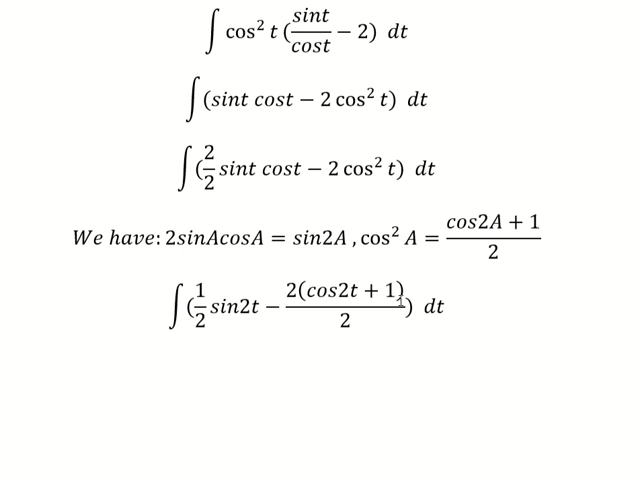 ∫ cos² t (sint/cost − 2) dt
∫ (sint cost − 2 cos² t) dt
∫ (2/2 sint cost − 2 cos² t) dt
We have: 2sinAcosA = sin2A , cos² A = (cos2A + 1)/2
∫ (1/2 sin2t − 2(cos2t + 1)/2) dt